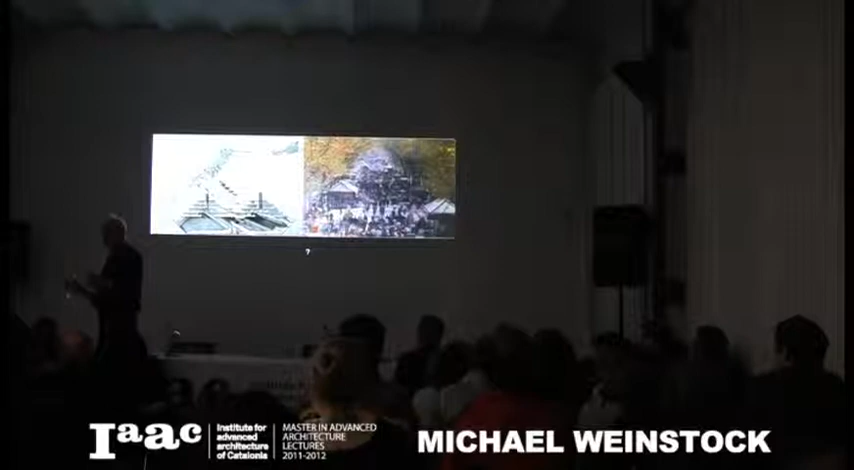 Iaac
Institute for
advanced
architecture
of Catalonia
MASTER IN ADVANCED
ARCHITECTURE
LECTURES
2011-2012
MICHAEL WEINSTOCK